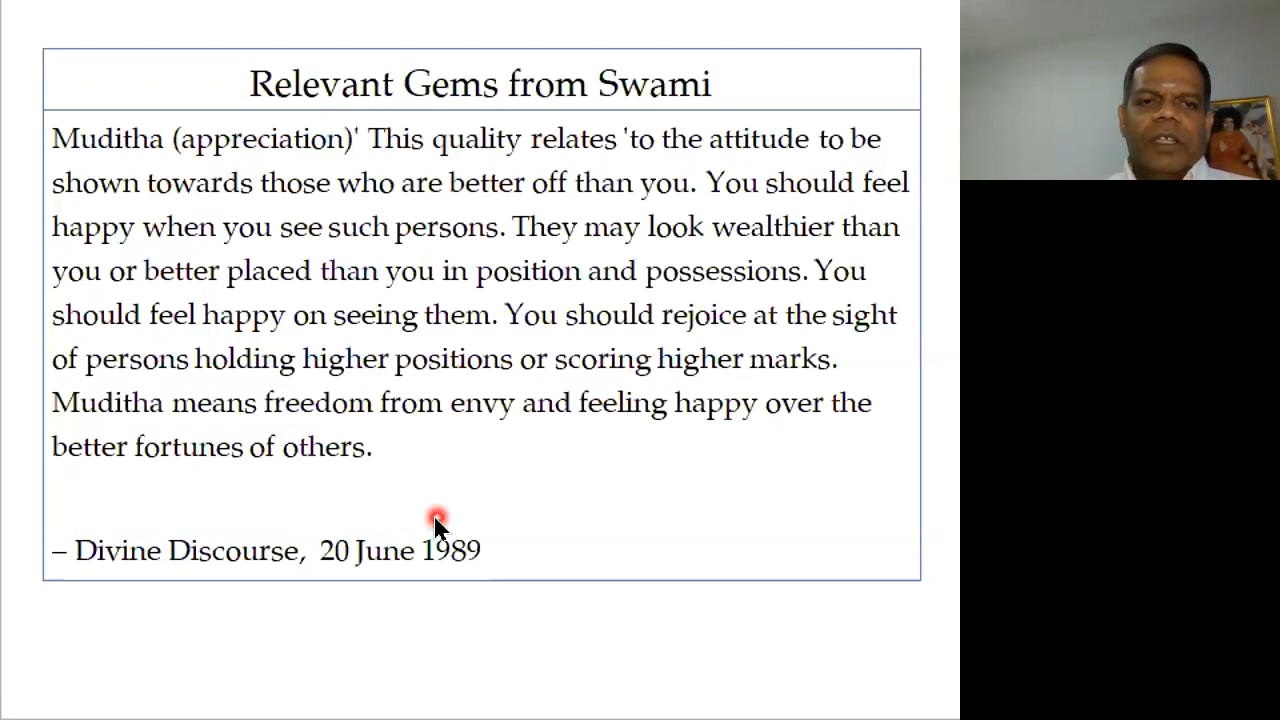 Relevant Gems from Swami
Muditha (appreciation)' This quality relates 'to the attitude to be
shown towards those who are better off than you. You should feel
happy when you see such persons. They may look wealthier than
you or better placed than you in position and possessions. You
should feel happy on seeing them. You should rejoice at the sight
of persons holding higher positions or scoring higher marks.
Muditha means freedom from envy and feeling happy over the
better fortunes of others.
– Divine Discourse, 20 June 1989